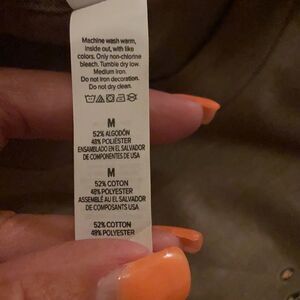 Machine wash warm,
inside out, with like
colors. Only non-chlorine
bleach. Tumble dry low.
Medium iron.
Do not iron decoration.
Do not dry clean.
M
52% ALGODÓN
48% POLIÉSTER
ENSAMBLADO EN EL SALVADOR
DE COMPONENTES DE USA
M
52% COTON
48% POLYESTER
ASSEMBLÉ AU EL SALVADOR
DE COMPOSANTS USA
52% COTTON
48% POLYESTER